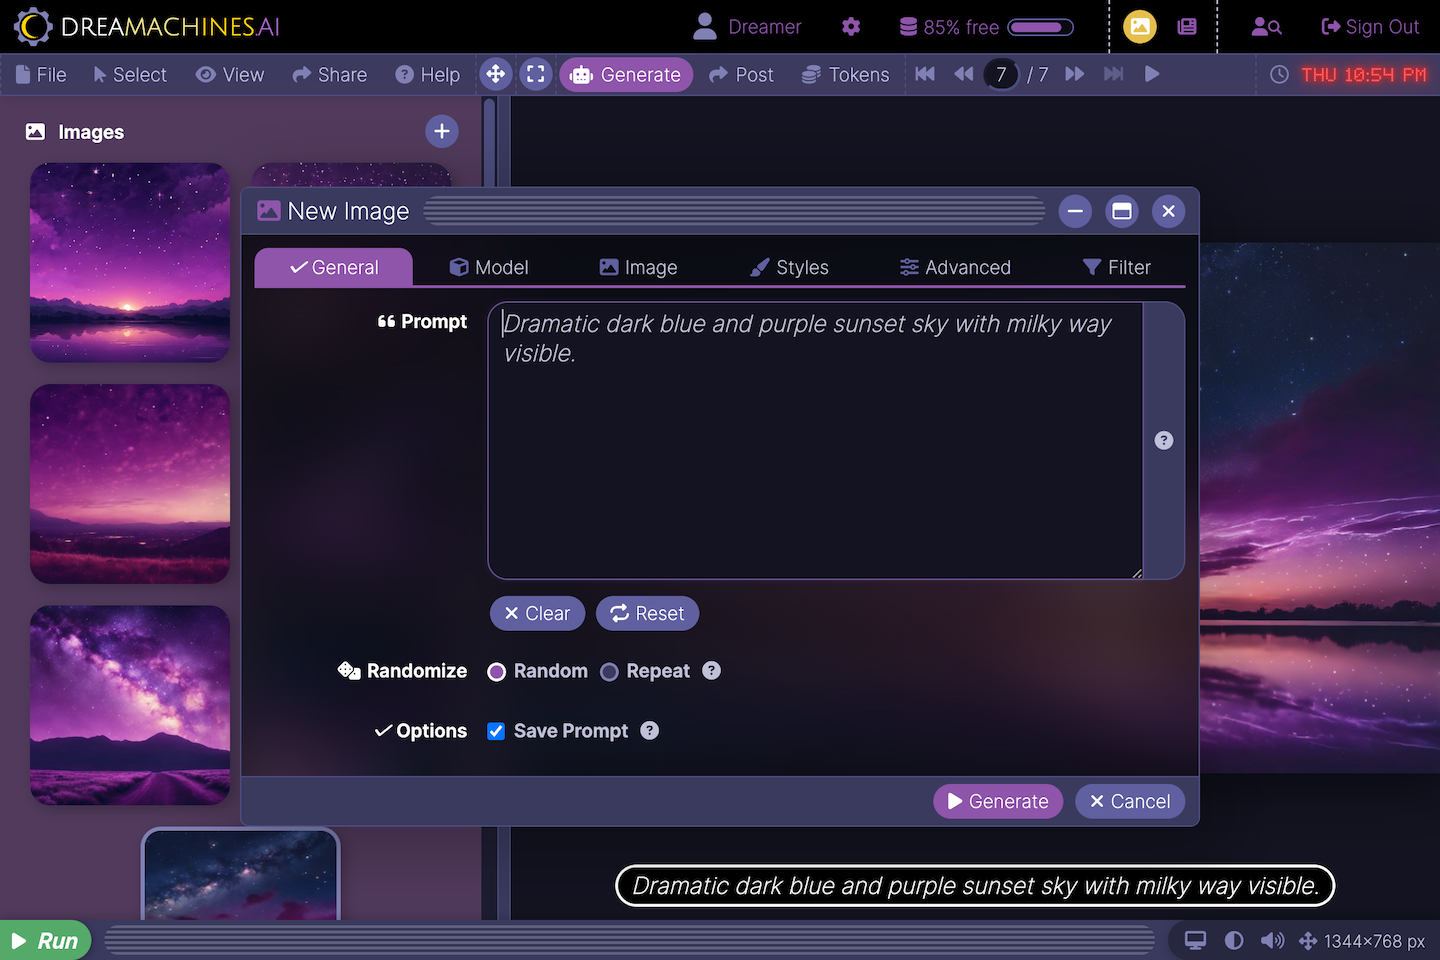 DREAMACHINES.AI
Dreamer
85% free
Sign Out
File
Select
View
Share
Help
Generate
Post
Tokens
7 / 7
THU 10:54 PM
Images
New Image
General
Model
Image
Styles
Advanced
Filter
Prompt
Dramatic dark blue and purple sunset sky with milky way
visible.
Clear
Reset
Randomize
Random
Repeat
Options
Save Prompt
Generate
Cancel
Dramatic dark blue and purple sunset sky with milky way visible.
Run
1344×768 px